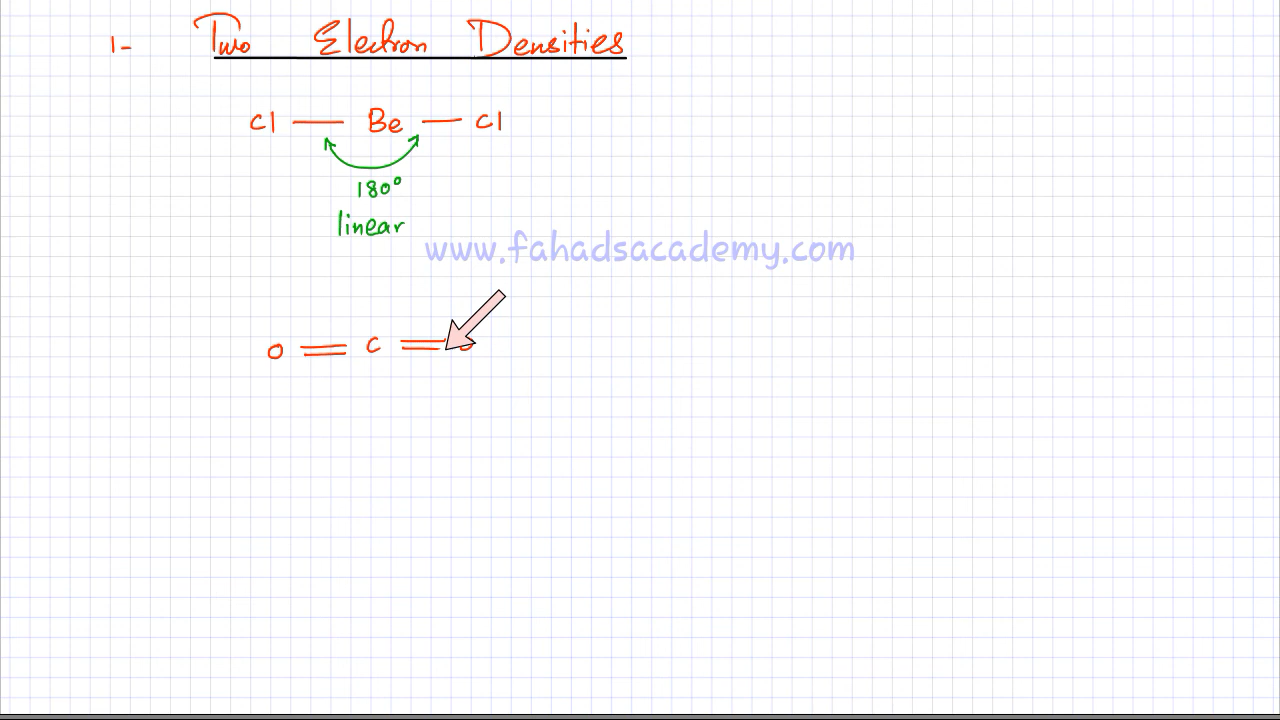 1- Two Electron Densities
Cl — Be — Cl
180°
linear
www.fahadsacademy.com
O = C = O